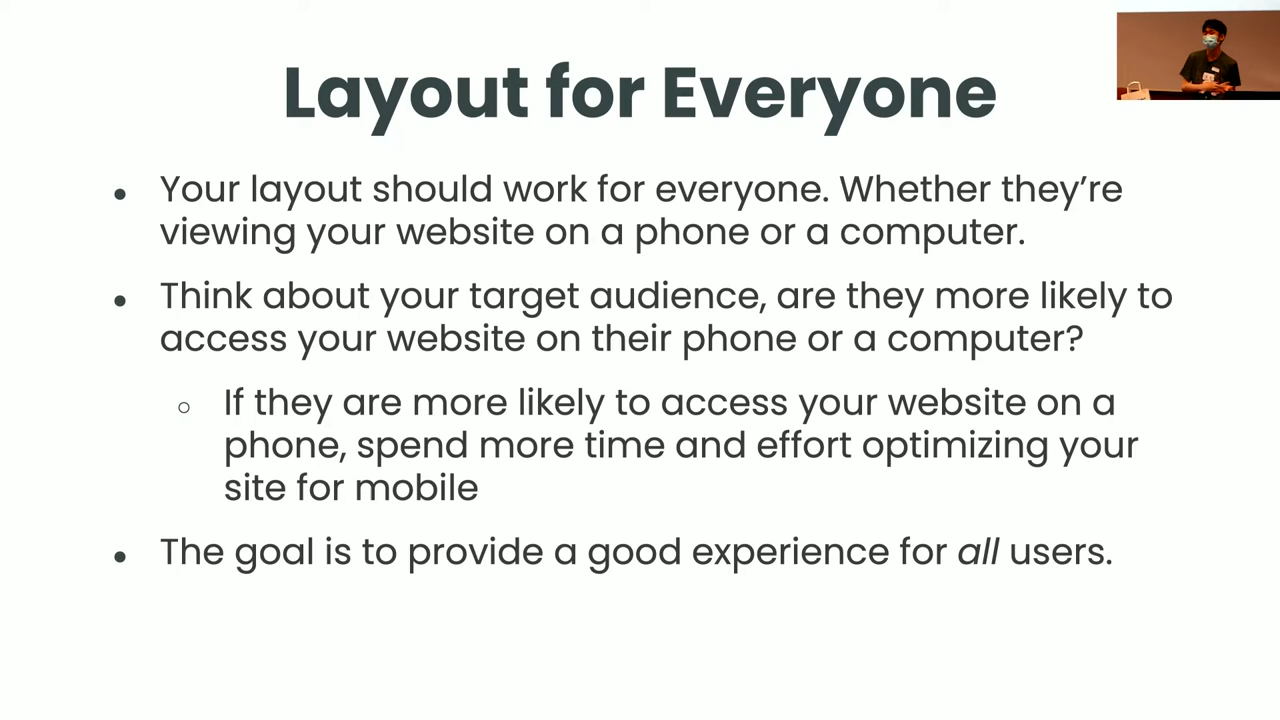 Layout for Everyone
● Your layout should work for everyone. Whether they’re
viewing your website on a phone or a computer.
● Think about your target audience, are they more likely to
access your website on their phone or a computer?
○ If they are more likely to access your website on a
phone, spend more time and effort optimizing your
site for mobile
● The goal is to provide a good experience for all users.